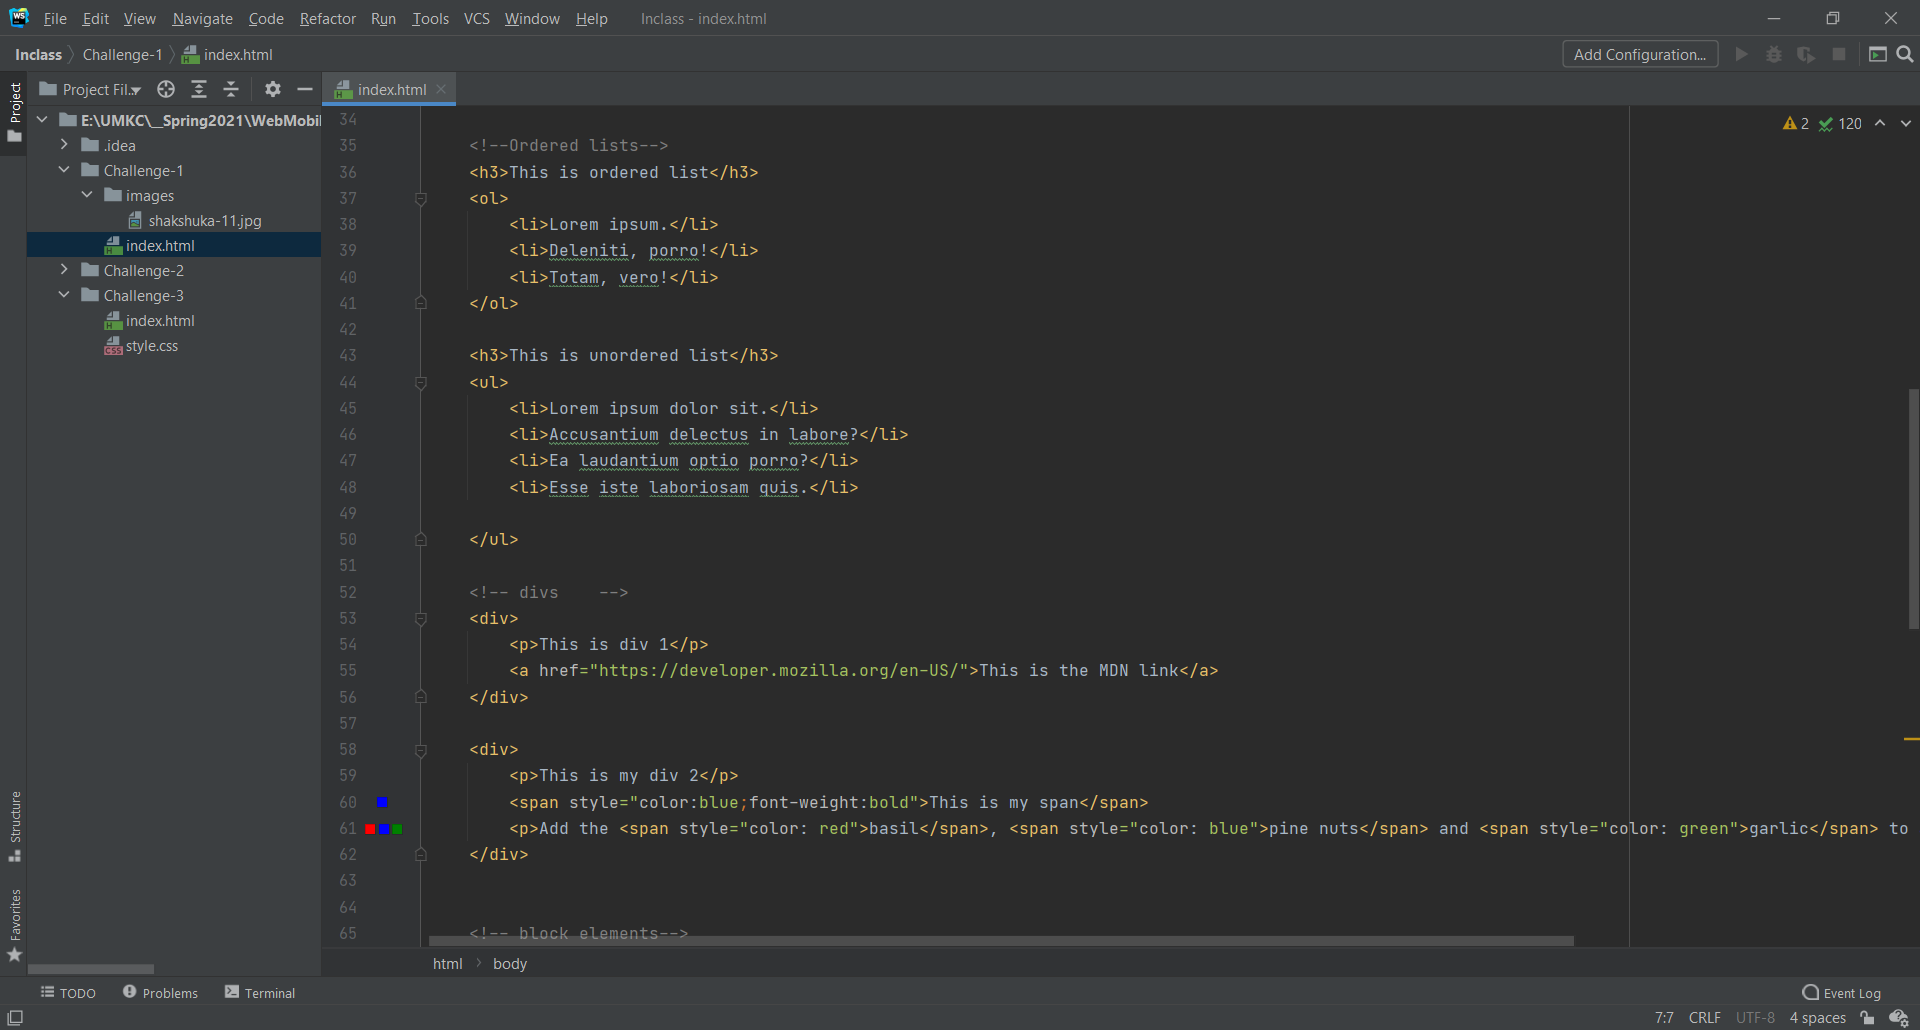 WS File Edit View Navigate Code Refactor Run Tools VCS Window Help Inclass - index.html
Inclass Challenge-1 index.html Add Configuration...
Project
Project Fil..
E:\UMKC\_Spring2021\WebMobil
.idea
Challenge-1
images
shakshuka-11.jpg
index.html
Challenge-2
Challenge-3
index.html
style.css
Structure
Favorites
index.html
2 120
34
35 <!--Ordered lists-->
36 <h3>This is ordered list</h3>
37 <ol>
38 <li>Lorem ipsum.</li>
39 <li>Deleniti, porro!</li>
40 <li>Totam, vero!</li>
41 </ol>
42
43 <h3>This is unordered list</h3>
44 <ul>
45 <li>Lorem ipsum dolor sit.</li>
46 <li>Accusantium delectus in labore?</li>
47 <li>Ea laudantium optio porro?</li>
48 <li>Esse iste laboriosam quis.</li>
49
50 </ul>
51
52 <!-- divs    -->
53 <div>
54 <p>This is div 1</p>
55 <a href="https://developer.mozilla.org/en-US/">This is the MDN link</a>
56 </div>
57
58 <div>
59 <p>This is my div 2</p>
60 <span style="color:blue;font-weight:bold">This is my span</span>
61 <p>Add the <span style="color: red">basil</span>, <span style="color: blue">pine nuts</span> and <span style="color: green">garlic</span> to
62 </div>
63
64
65 <!-- block elements-->
html body
TODO Problems Terminal Event Log
7:7 CRLF UTF-8 4 spaces